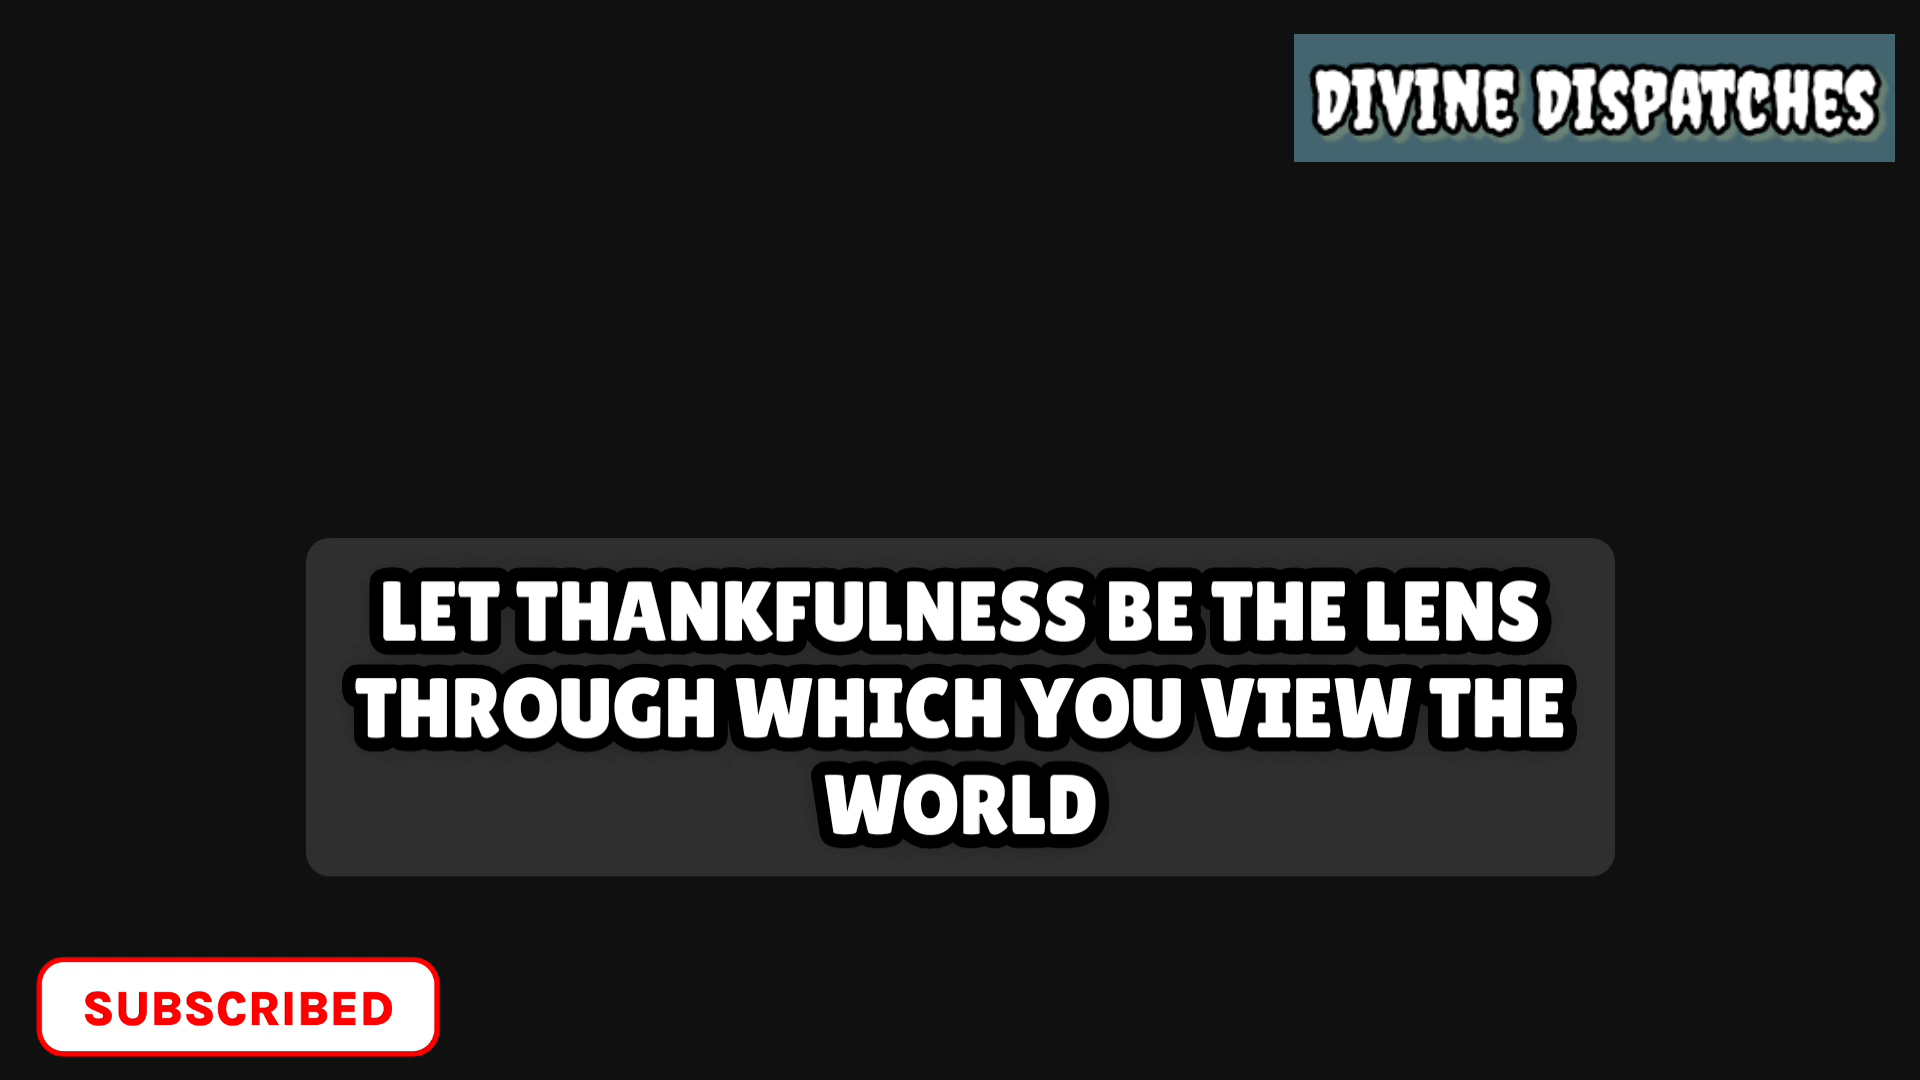 DIVINE DISPATCHES
LET THANKFULNESS BE THE LENS
THROUGH WHICH YOU VIEW THE
WORLD
SUBSCRIBED